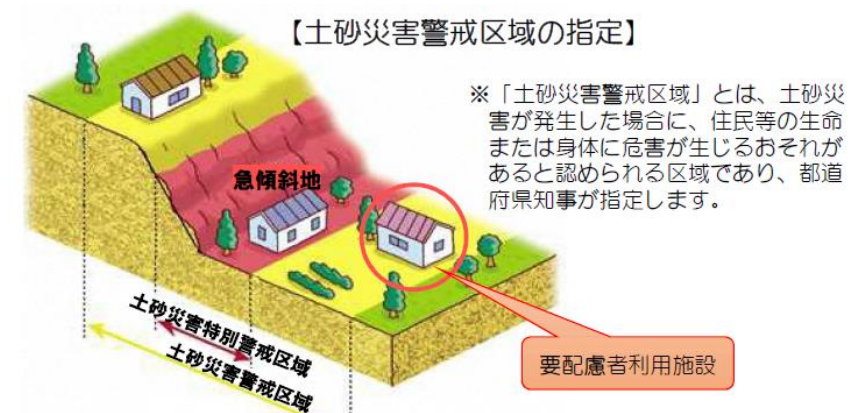 【土砂災害警戒区域の指定】
※「土砂災害警戒区域」とは、土砂災
害が発生した場合に、住民等の生命
または身体に危害が生じるおそれが
あると認められる区域であり、都道
府県知事が指定します。
急傾斜地
土砂災害特別警戒区域
土砂災害警戒区域
要配慮者利用施設